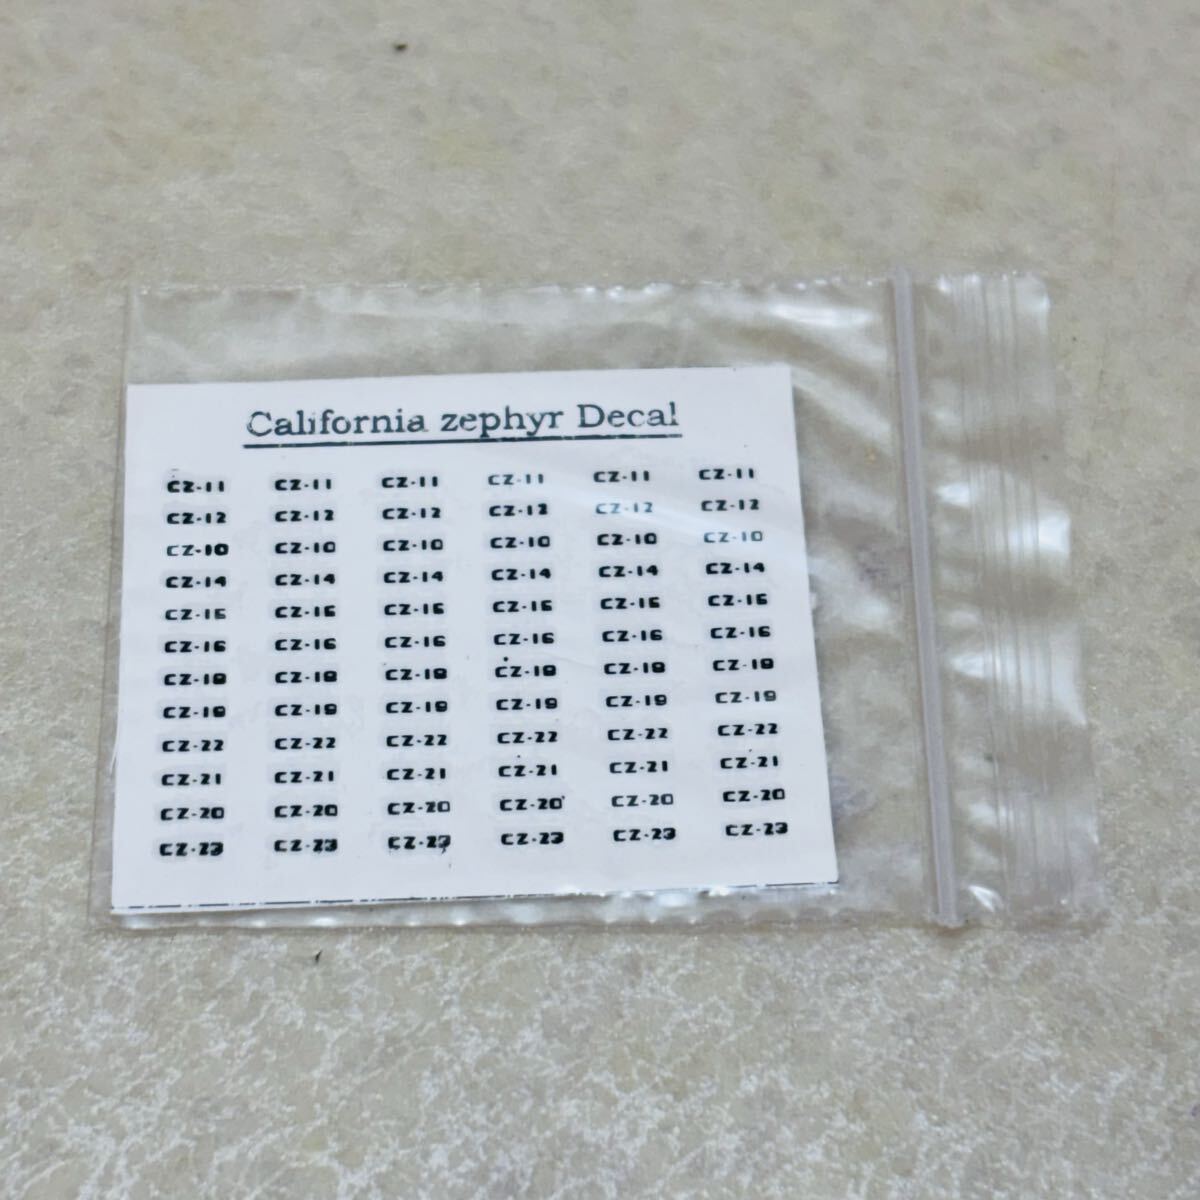 California zephyr Decal
CZ-11 CZ-11 CZ-11 CZ-11 CZ-11 CZ-11
CZ-12 CZ-12 CZ-12 CZ-12 CZ-12 CZ-12
CZ-10 CZ-10 CZ-10 CZ-10 CZ-10 CZ-10
CZ-14 CZ-14 CZ-14 CZ-14 CZ-14 CZ-14
CZ-15 CZ-15 CZ-15 CZ-15 CZ-15 CZ-15
CZ-16 CZ-16 CZ-16 CZ-16 CZ-16 CZ-16
CZ-18 CZ-18 CZ-18 CZ-18 CZ-18 CZ-18
CZ-19 CZ-19 CZ-19 CZ-19 CZ-19 CZ-19
CZ-22 CZ-22 CZ-22 CZ-22 CZ-22 CZ-22
CZ-21 CZ-21 CZ-21 CZ-21 CZ-21 CZ-21
CZ-20 CZ-20 CZ-20 CZ-20 CZ-20 CZ-20
CZ-23 CZ-23 CZ-23 CZ-23 CZ-23 CZ-23